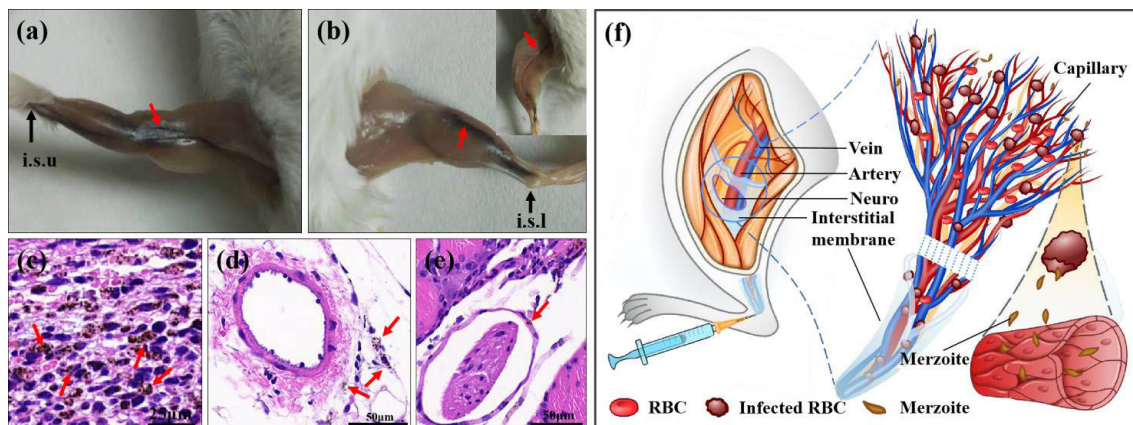 (a)
i.s.u
(b)
i.s.l
(c)
25μm
(d)
50μm
(e)
50μm
(f)
Capillary
Vein
Artery
Neuro
Interstitial
membrane
Merzoite
RBC
Infected RBC
Merzoite